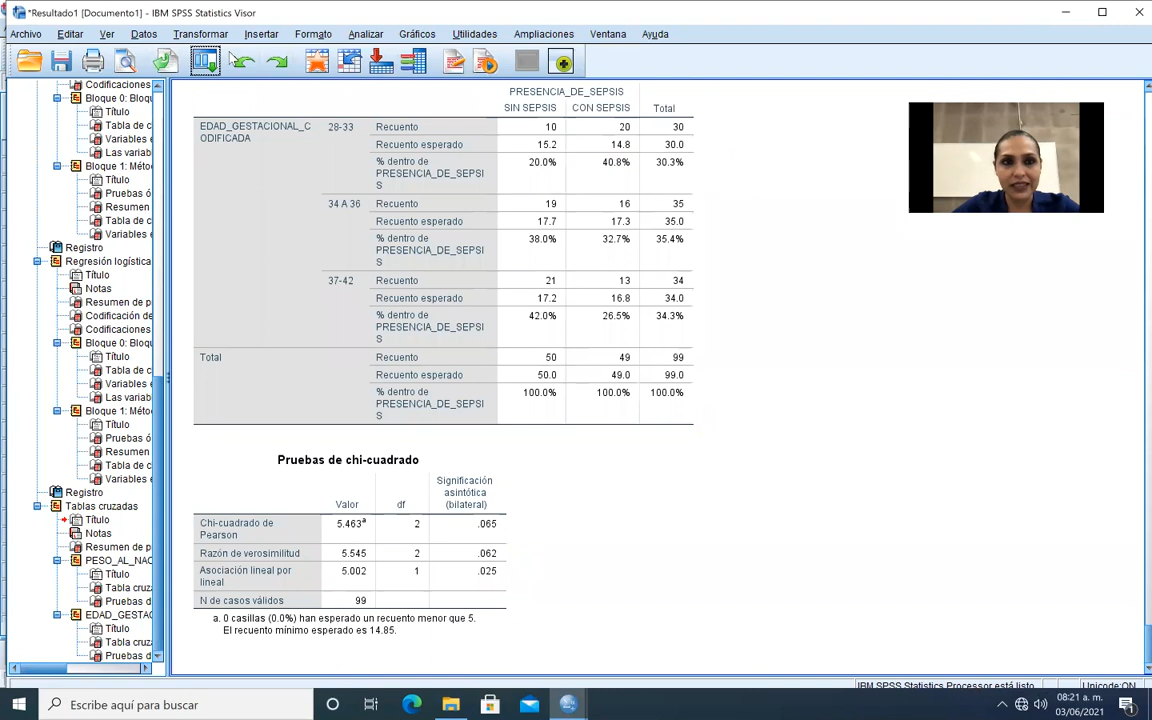 *Resultado1 [Documento1] - IBM SPSS Statistics Visor
Archivo Editar Ver Datos Transformar Insertar Formato Analizar Gráficos Utilidades Ampliaciones Ventana Ayuda
Codificaciones
Bloque 0: Bloqu
Título
Tabla de c
Variables e
Las variab
Bloque 1: Méto
Título
Pruebas ó
Resumen
Tabla de c
Variables e
Registro
Regresión logística
Título
Notas
Resumen de p
Codificación de
Codificaciones
Bloque 0: Bloqu
Título
Tabla de c
Variables e
Las variab
Bloque 1: Méto
Título
Pruebas ó
Resumen
Tabla de c
Variables e
Registro
Tablas cruzadas
Título
Notas
Resumen de p
PESO_AL_NAC
Título
Tabla cruz
Pruebas d
EDAD_GESTAC
Título
Tabla cruz
Pruebas d
PRESENCIA_DE_SEPSIS
SIN SEPSIS CON SEPSIS Total
EDAD_GESTACIONAL_C
ODIFICADA
28-33 Recuento 10 20 30
Recuento esperado 15.2 14.8 30.0
% dentro de 20.0% 40.8% 30.3%
PRESENCIA_DE_SEPSI
S
34 A 36 Recuento 19 16 35
Recuento esperado 17.7 17.3 35.0
% dentro de 38.0% 32.7% 35.4%
PRESENCIA_DE_SEPSI
S
37-42 Recuento 21 13 34
Recuento esperado 17.2 16.8 34.0
% dentro de 42.0% 26.5% 34.3%
PRESENCIA_DE_SEPSI
S
Total Recuento 50 49 99
Recuento esperado 50.0 49.0 99.0
% dentro de 100.0% 100.0% 100.0%
PRESENCIA_DE_SEPSI
S
Pruebas de chi-cuadrado
Valor df Significación
asintótica
(bilateral)
Chi-cuadrado de 5.463a 2 .065
Pearson
Razón de verosimilitud 5.545 2 .062
Asociación lineal por 5.002 1 .025
lineal
N de casos válidos 99
a. 0 casillas (0.0%) han esperado un recuento menor que 5.
El recuento mínimo esperado es 14.85.
IBM SPSS Statistics Processor está listo Unicode:ON
Escribe aquí para buscar
08:21 a. m.
03/06/2021
1